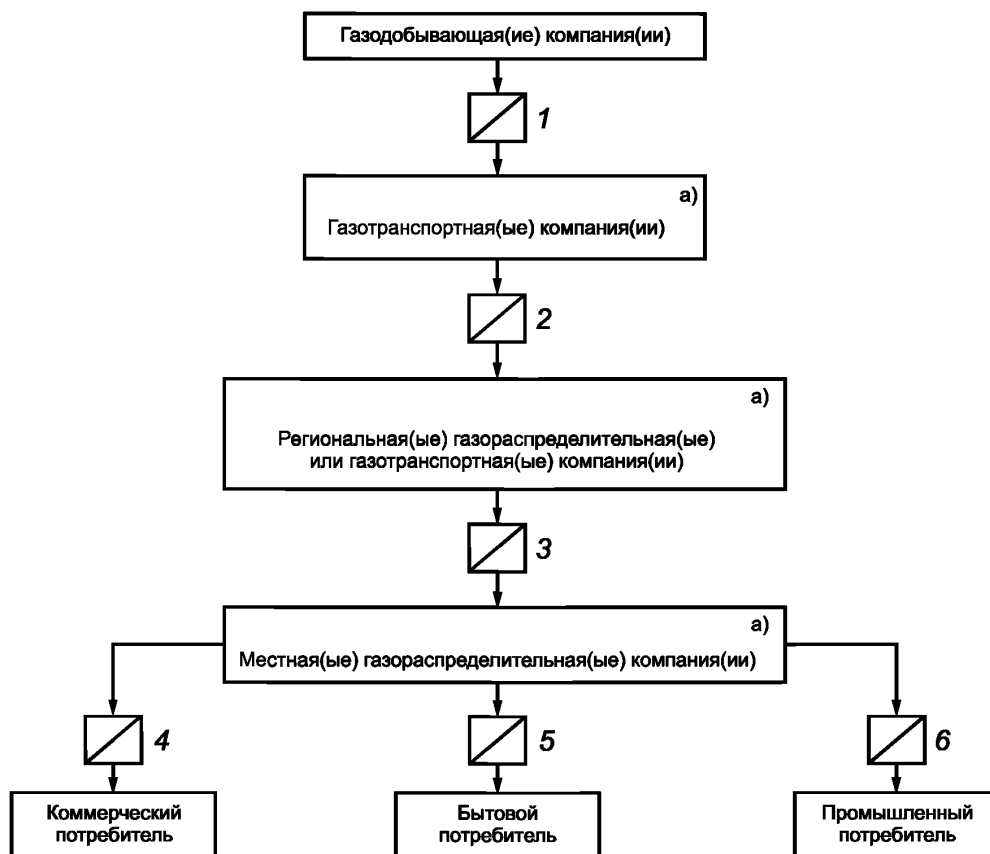 Газодобывающая(ие) компания(ии)
1
а)
Газотранспортная(ые) компания(ии)
2
а)
Региональная(ые) газораспределительная(ые)
или газотранспортная(ые) компания(ии)
3
а)
Местная(ые) газораспределительная(ые) компания(ии)
4
5
6
Коммерческий
потребитель
Бытовой
потребитель
Промышленный
потребитель